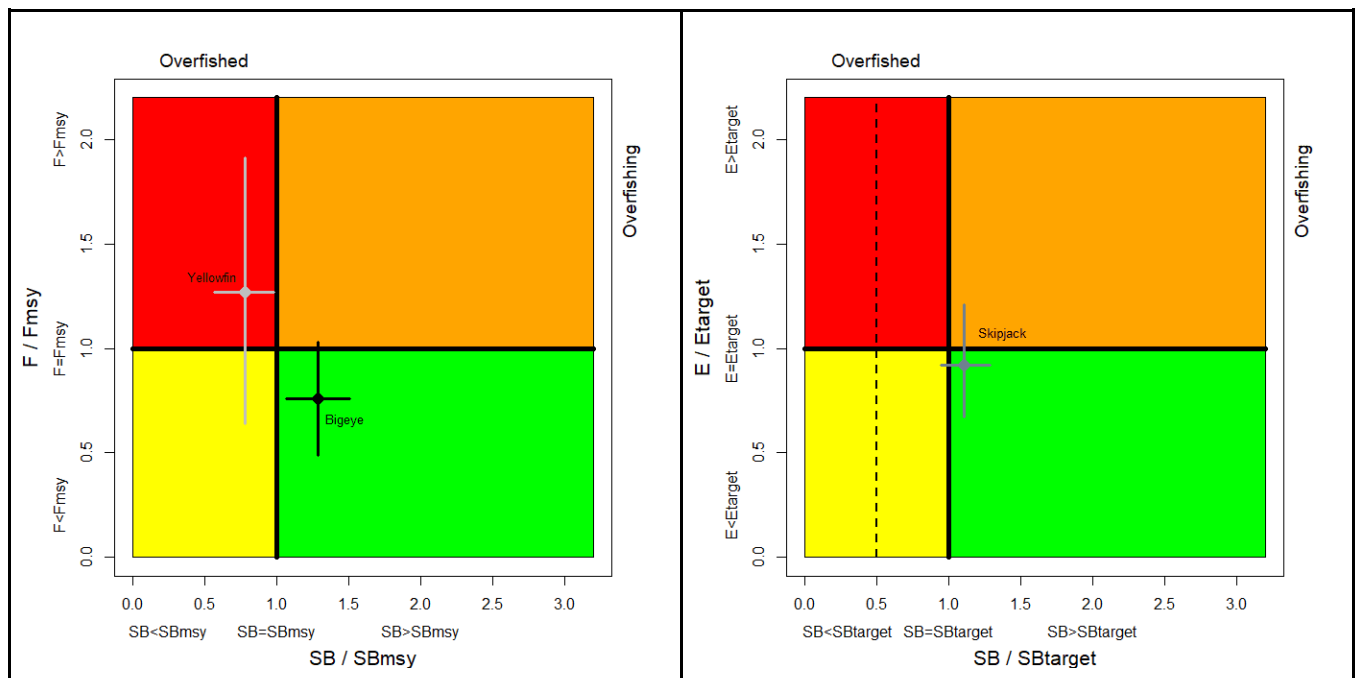 Overfished
F>Fmsy
F=Fmsy
F<Fmsy
F / Fmsy
2.0
1.5
1.0
0.5
0.0
Yellowfin
Bigeye
Overfishing
0.0 0.5 1.0 1.5 2.0 2.5 3.0
SB<SBmsy SB=SBmsy SB>SBmsy
SB / SBmsy
Overfished
E>Etarget
E=Etarget
E<Etarget
E / Etarget
2.0
1.5
1.0
0.5
0.0
Skipjack
Overfishing
0.0 0.5 1.0 1.5 2.0 2.5 3.0
SB<SBtarget SB=SBtarget SB>SBtarget
SB / SBtarget